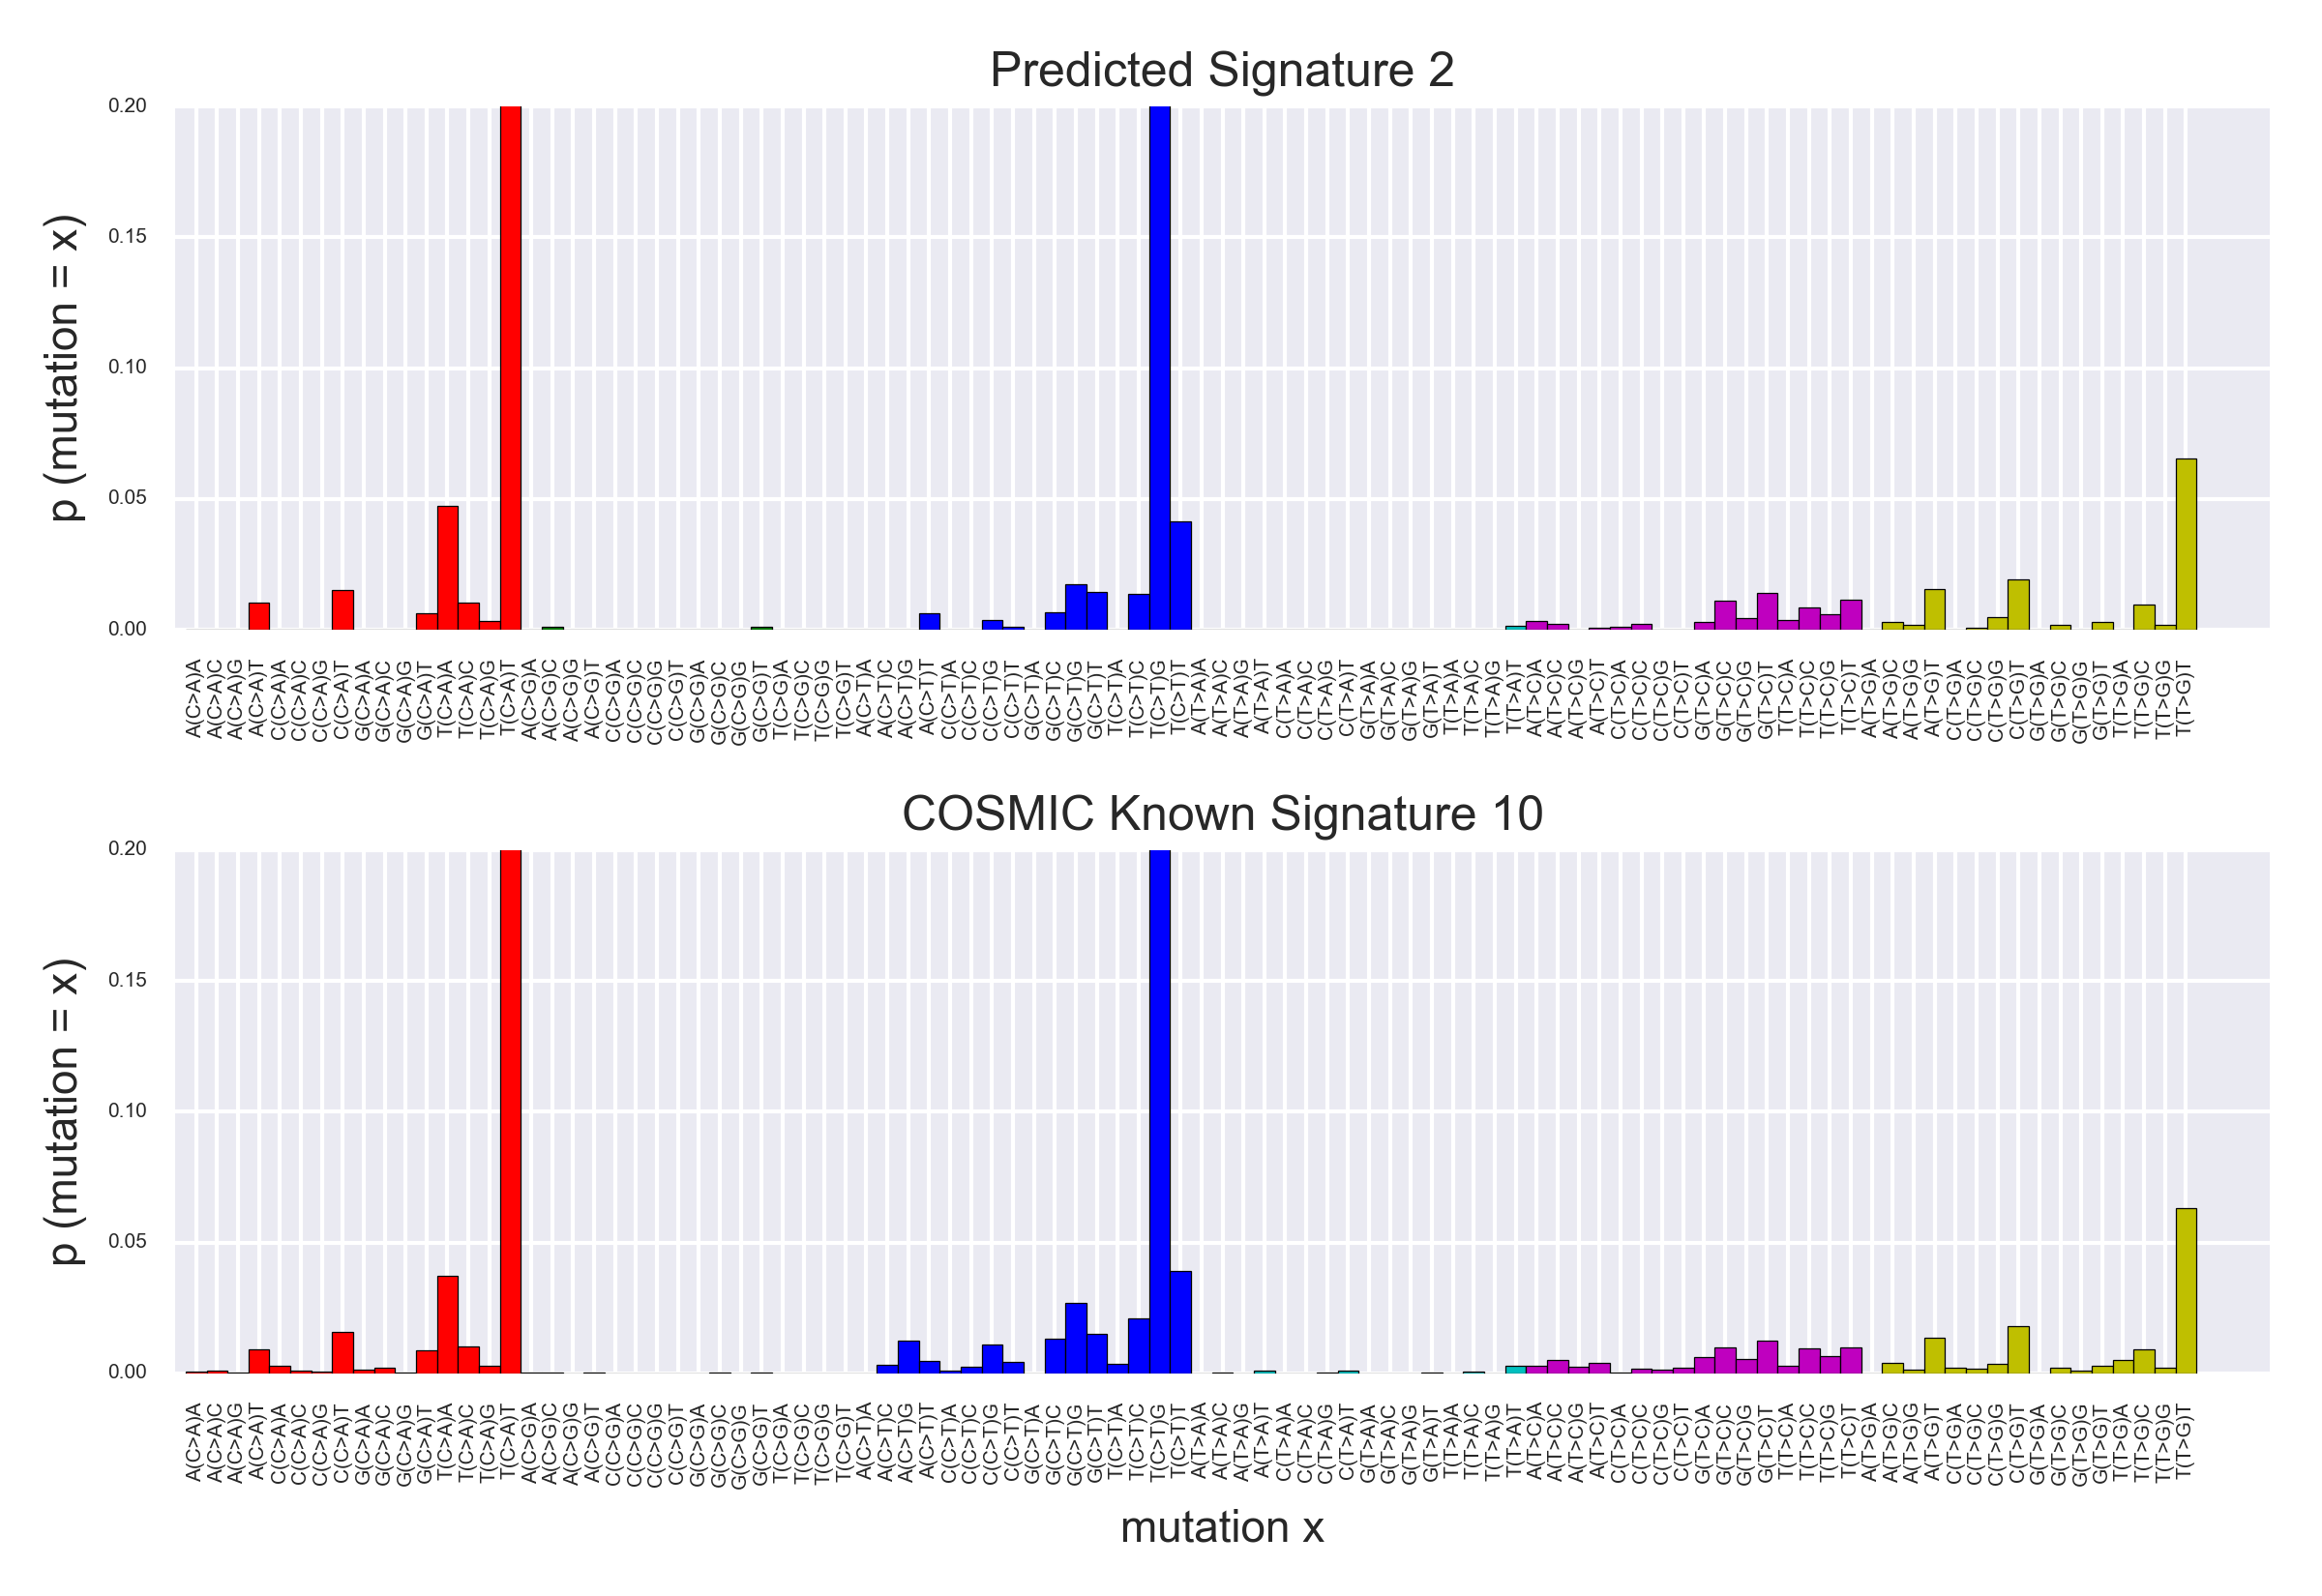 Predicted Signature 2
p (mutation = x)
0.20
0.15
0.10
0.05
0.00
A(C>A)A A(C>A)C A(C>A)G A(C>A)T C(C>A)A C(C>A)C C(C>A)G C(C>A)T G(C>A)A G(C>A)C G(C>A)G G(C>A)T T(C>A)A T(C>A)C T(C>A)G T(C>A)T A(C>G)A A(C>G)C A(C>G)G A(C>G)T C(C>G)A C(C>G)C C(C>G)G C(C>G)T G(C>G)A G(C>G)C G(C>G)G G(C>G)T T(C>G)A T(C>G)C T(C>G)G T(C>G)T A(C>T)A A(C>T)C A(C>T)G A(C>T)T C(C>T)A C(C>T)C C(C>T)G C(C>T)T G(C>T)A G(C>T)C G(C>T)G G(C>T)T T(C>T)A T(C>T)C T(C>T)G T(C>T)T A(T>A)A A(T>A)C A(T>A)G A(T>A)T C(T>A)A C(T>A)C C(T>A)G C(T>A)T G(T>A)A G(T>A)C G(T>A)G G(T>A)T T(T>A)A T(T>A)C T(T>A)G T(T>A)T A(T>C)A A(T>C)C A(T>C)G A(T>C)T C(T>C)A C(T>C)C C(T>C)G C(T>C)T G(T>C)A G(T>C)C G(T>C)G G(T>C)T T(T>C)A T(T>C)C T(T>C)G T(T>C)T A(T>G)A A(T>G)C A(T>G)G A(T>G)T C(T>G)A C(T>G)C C(T>G)G C(T>G)T G(T>G)A G(T>G)C G(T>G)G G(T>G)T T(T>G)A T(T>G)C T(T>G)G T(T>G)T
COSMIC Known Signature 10
p (mutation = x)
0.20
0.15
0.10
0.05
0.00
A(C>A)A A(C>A)C A(C>A)G A(C>A)T C(C>A)A C(C>A)C C(C>A)G C(C>A)T G(C>A)A G(C>A)C G(C>A)G G(C>A)T T(C>A)A T(C>A)C T(C>A)G T(C>A)T A(C>G)A A(C>G)C A(C>G)G A(C>G)T C(C>G)A C(C>G)C C(C>G)G C(C>G)T G(C>G)A G(C>G)C G(C>G)G G(C>G)T T(C>G)A T(C>G)C T(C>G)G T(C>G)T A(C>T)A A(C>T)C A(C>T)G A(C>T)T C(C>T)A C(C>T)C C(C>T)G C(C>T)T G(C>T)A G(C>T)C G(C>T)G G(C>T)T T(C>T)A T(C>T)C T(C>T)G T(C>T)T A(T>A)A A(T>A)C A(T>A)G A(T>A)T C(T>A)A C(T>A)C C(T>A)G C(T>A)T G(T>A)A G(T>A)C G(T>A)G G(T>A)T T(T>A)A T(T>A)C T(T>A)G T(T>A)T A(T>C)A A(T>C)C A(T>C)G A(T>C)T C(T>C)A C(T>C)C C(T>C)G C(T>C)T G(T>C)A G(T>C)C G(T>C)G G(T>C)T T(T>C)A T(T>C)C T(T>C)G T(T>C)T A(T>G)A A(T>G)C A(T>G)G A(T>G)T C(T>G)A C(T>G)C C(T>G)G C(T>G)T G(T>G)A G(T>G)C G(T>G)G G(T>G)T T(T>G)A T(T>G)C T(T>G)G T(T>G)T
mutation x